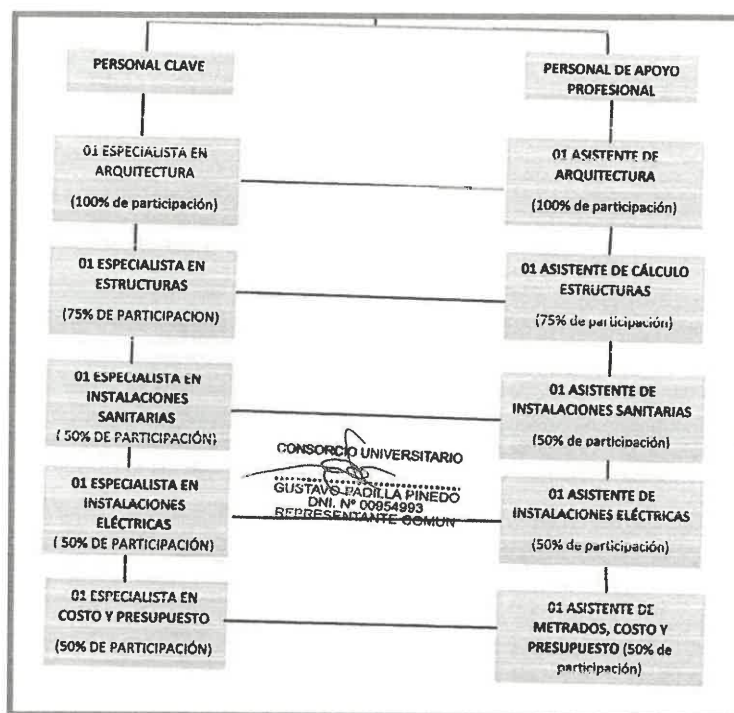 PERSONAL CLAVE
PERSONAL DE APOYO
PROFESIONAL
01 ESPECIALISTA EN
ARQUITECTURA
(100% de participación)
01 ASISTENTE DE
ARQUITECTURA
(100% de participación)
01 ESPECIALISTA EN
ESTRUCTURAS
(75% DE PARTICIPACION)
01 ASISTENTE DE CÁLCULO
ESTRUCTURAS
(75% de participación)
01 ESPECIALISTA EN
INSTALACIONES
SANITARIAS
( 50% DE PARTICIPACIÓN)
01 ASISTENTE DE
INSTALACIONES SANITARIAS
(50% de participación)
CONSORCIO UNIVERSITARIO
GUSTAVO PADILLA PINEDO
DNI. Nº 00954993
REPRESENTANTE COMUN
01 ESPECIALISTA EN
INSTALACIONES
ELÉCTRICAS
( 50% DE PARTICIPACIÓN)
01 ASISTENTE DE
INSTALACIONES ELÉCTRICAS
(50% de participación)
01 ESPECIALISTA EN
COSTO Y PRESUPUESTO
(50% DE PARTICIPACIÓN)
01 ASISTENTE DE
METRADOS, COSTO Y
PRESUPUESTO (50% de
participación)